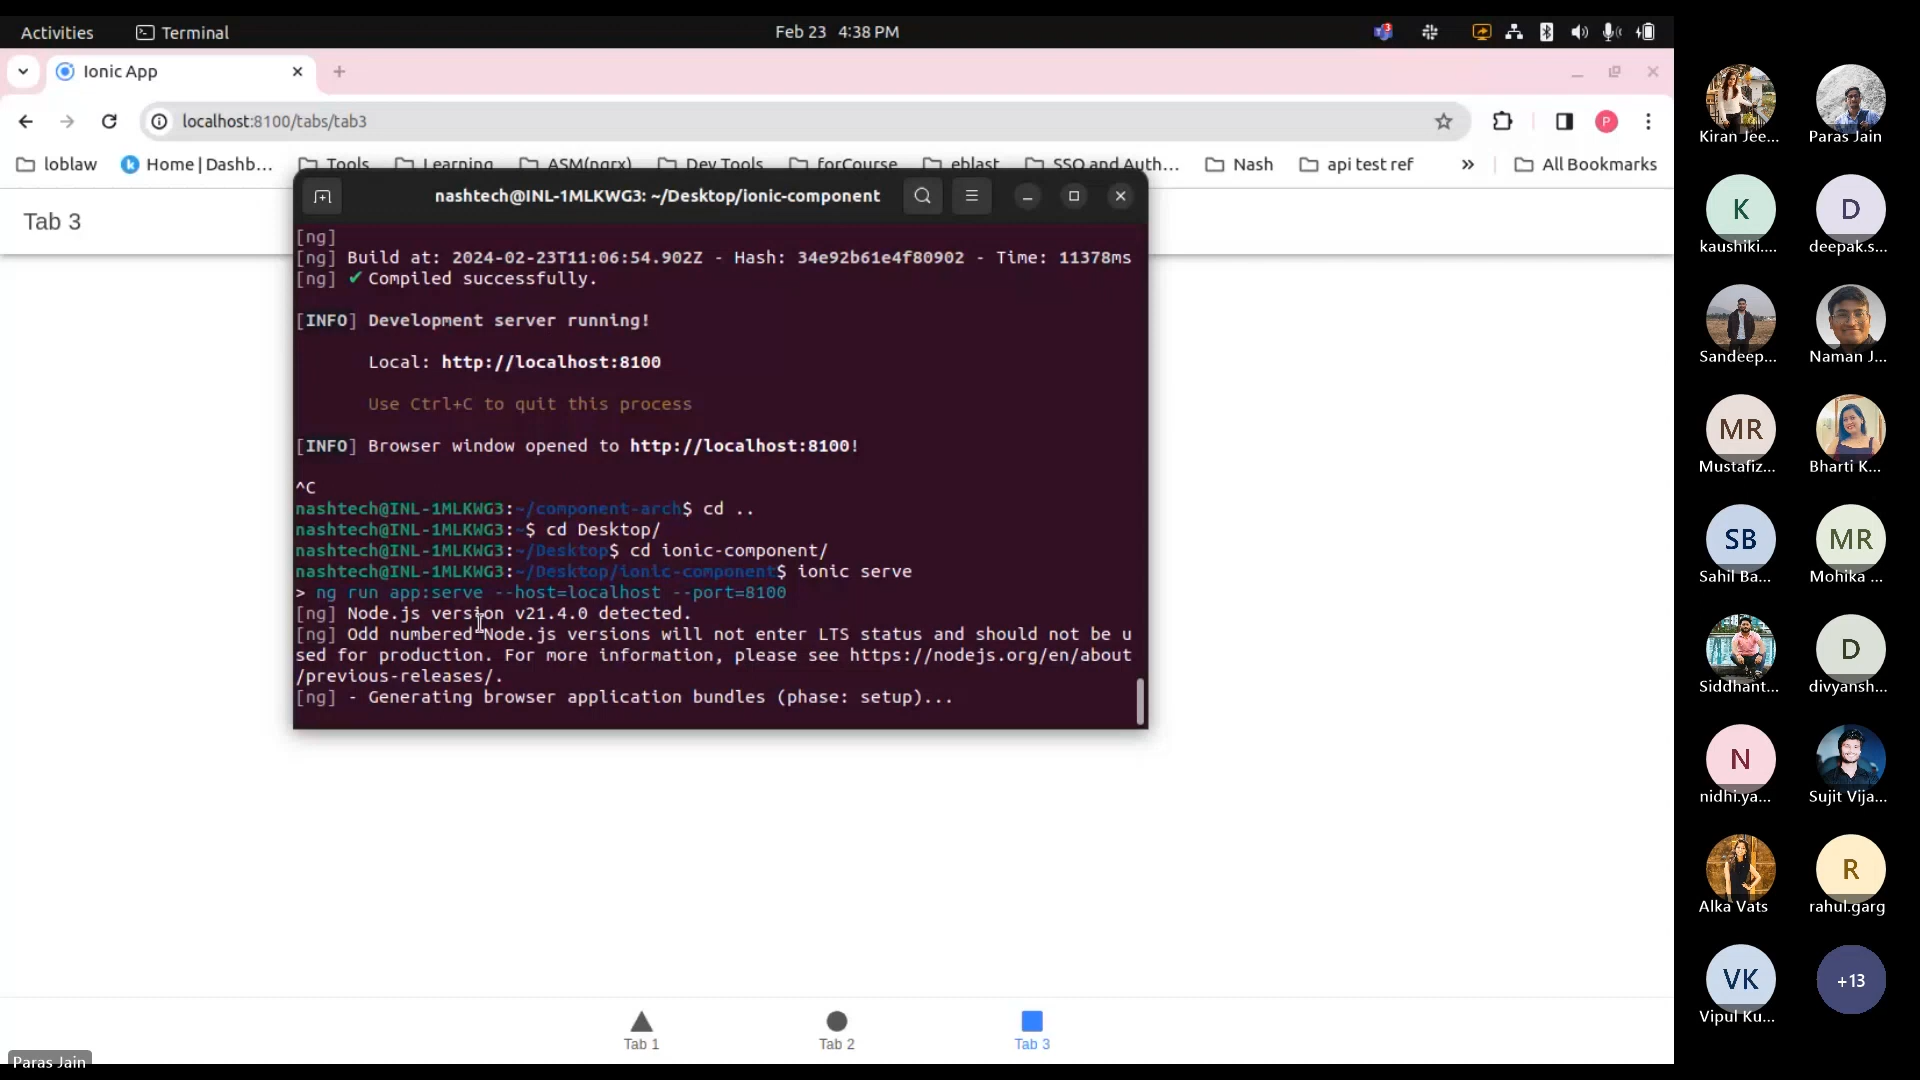 Activities
Terminal
Feb 23 4:38 PM
3
Ionic App
localhost:8100/tabs/tab3
P
loblaw
Home | Dashb...
Tools
Learning
ASM(ngrx)
Dev Tools
forCourse
eblast
SSO and Auth...
Nash
api test ref
»
All Bookmarks
Tab 3
nashtech@INL-1MLKWG3: ~/Desktop/ionic-component
[ng]
[ng] Build at: 2024-02-23T11:06:54.902Z - Hash: 34e92b61e4f80902 - Time: 11378ms
[ng] ✔ Compiled successfully.
[INFO] Development server running!
Local: http://localhost:8100
Use Ctrl+C to quit this process
[INFO] Browser window opened to http://localhost:8100!
^C
nashtech@INL-1MLKWG3:~/component-arch$ cd ..
nashtech@INL-1MLKWG3:~$ cd Desktop/
nashtech@INL-1MLKWG3:~/Desktop$ cd ionic-component/
nashtech@INL-1MLKWG3:~/Desktop/ionic-component$ ionic serve
> ng run app:serve --host=localhost --port=8100
[ng] Node.js version v21.4.0 detected.
[ng] Odd numbered Node.js versions will not enter LTS status and should not be u
sed for production. For more information, please see https://nodejs.org/en/about
/previous-releases/.
[ng] - Generating browser application bundles (phase: setup)...
Tab 1
Tab 2
Tab 3
Paras Jain
Kiran Jee...
Paras Jain
K
kaushiki....
D
deepak.s...
Sandeep...
Naman J...
MR
Mustafiz...
Bharti K...
SB
Sahil Ba...
MR
Mohika ...
Siddhant...
D
divyansh...
N
nidhi.ya...
Sujit Vija...
Alka Vats
R
rahul.garg
VK
Vipul Ku...
+13